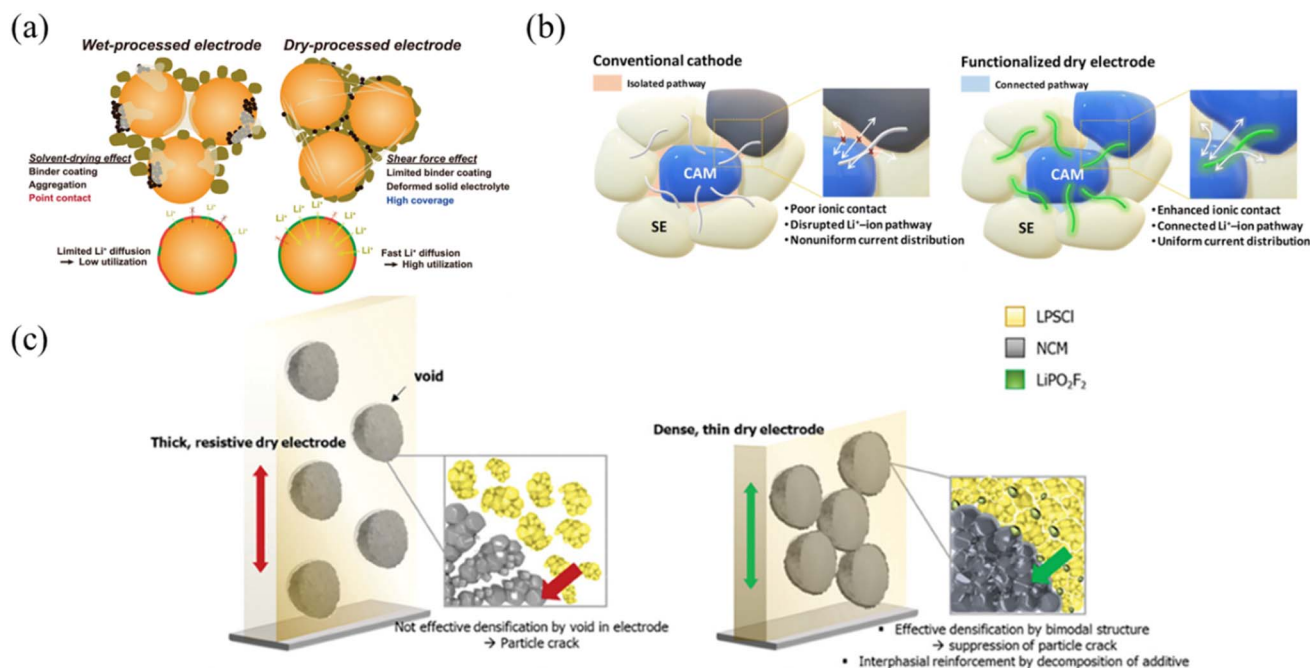 (a)
Wet-processed electrode
Dry-processed electrode
Solvent-drying effect
Binder coating
Aggregation
Point contact
Shear force effect
Limited binder coating
Deformed solid electrolyte
High coverage
Li⁺
Li⁺
Li⁺
Li⁺
Li⁺
Li⁺
Li⁺
Limited Li⁺ diffusion
→ Low utilization
Fast Li⁺ diffusion
→ High utilization
(b)
Conventional cathode
Isolated pathway
CAM
SE
• Poor ionic contact
• Disrupted Li⁺–ion pathway
• Nonuniform current distribution
Functionalized dry electrode
Connected pathway
CAM
SE
• Enhanced ionic contact
• Connected Li⁺–ion pathway
• Uniform current distribution
(c)
void
Thick, resistive dry electrode
Not effective densification by void in electrode
→ Particle crack
LPSCl
NCM
LiPO₂F₂
Dense, thin dry electrode
▪ Effective densification by bimodal structure
→ suppression of particle crack
▪ Interphasial reinforcement by decomposition of additive